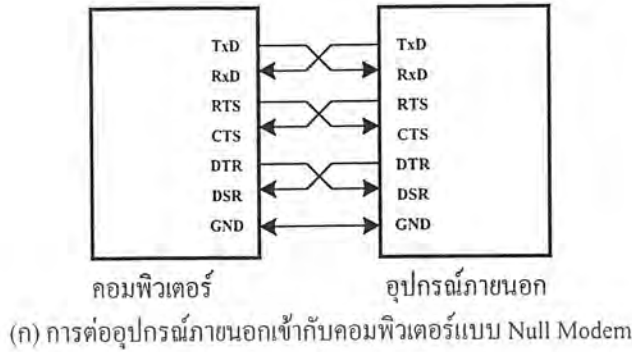 TxD TxD
RxD RxD
RTS RTS
CTS CTS
DTR DTR
DSR DSR
GND GND
คอมพิวเตอร์ อุปกรณ์ภายนอก
(ก) การต่ออุปกรณ์ภายนอกเข้ากับคอมพิวเตอร์แบบ Null Modem